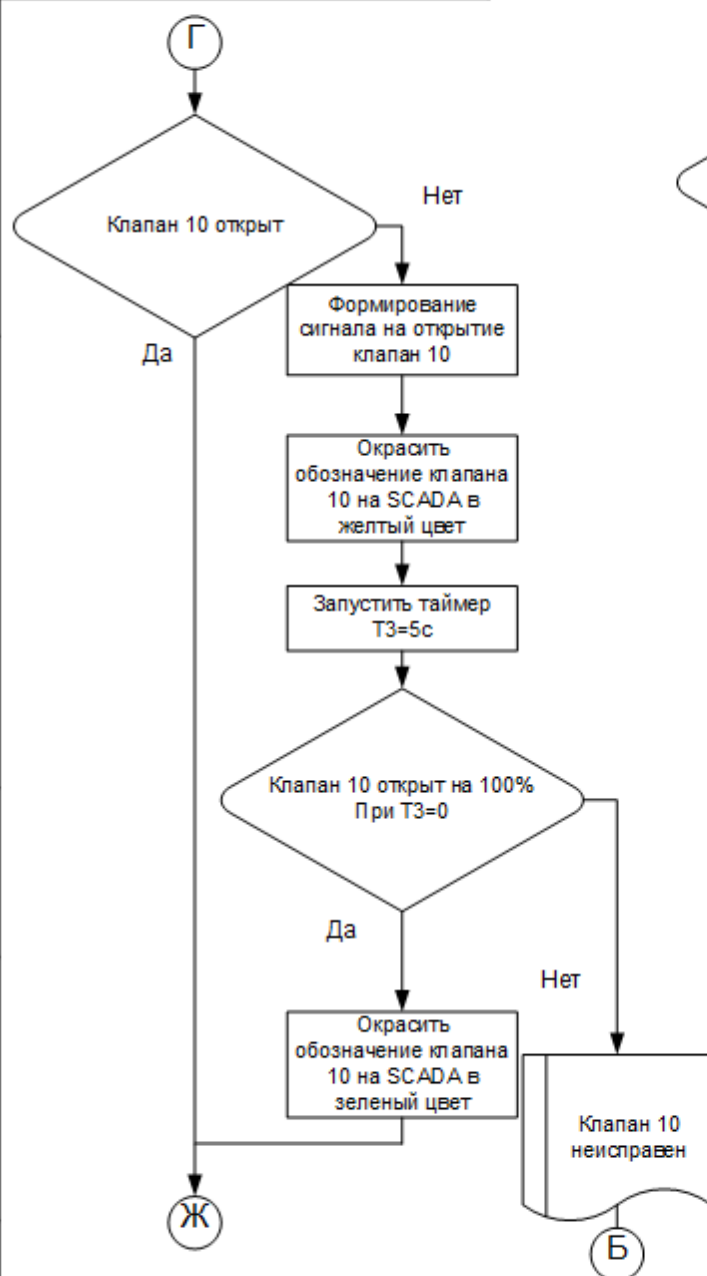 Г
Клапан 10 открыт
Нет
Формирование
сигнала на открытие
клапан 10
Да
Окрасить
обозначение клапана
10 на SCADA в
желтый цвет
Запустить таймер
Т3=5с
Клапан 10 открыт на 100%
При Т3=0
Да
Нет
Окрасить
обозначение клапана
10 на SCADA в
зеленый цвет
Клапан 10
неисправен
Ж
Б